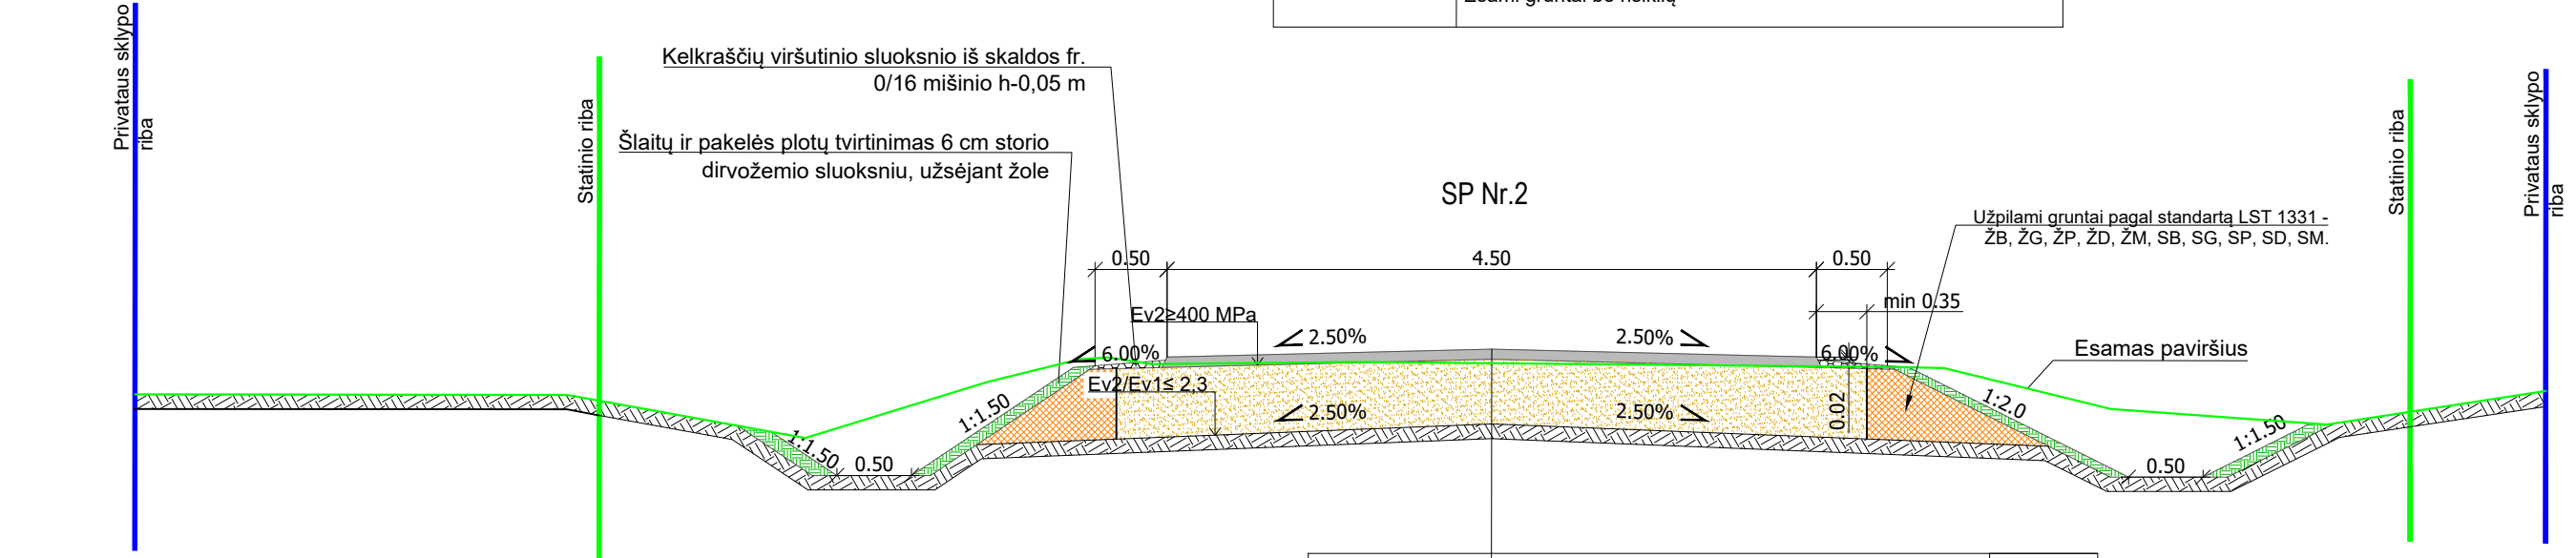 Esami gruntai be rišiklių
Privataus sklypo
riba
Statinio riba
Kelkraščių viršutinio sluoksnio iš skaldos fr.
0/16 mišinio h-0,05 m
Šlaitų ir pakelės plotų tvirtinimas 6 cm storio
dirvožemio sluoksniu, užsėjant žole
SP Nr.2
Užpilami gruntai pagal standartą LST 1331 -
ŽB, ŽG, ŽP, ŽD, ŽM, SB, SG, SP, SD, SM.
Statinio riba
Privataus sklypo
riba
0.50
4.50
0.50
min 0.35
Ev2≥400 MPa
2.50%
2.50%
6.00%
6.00%
Esamas paviršius
Ev2/Ev1≤ 2,3
2.50%
2.50%
0.02
1:1.50
1:2.0
1:1.50
1:1.50
0.50
0.50